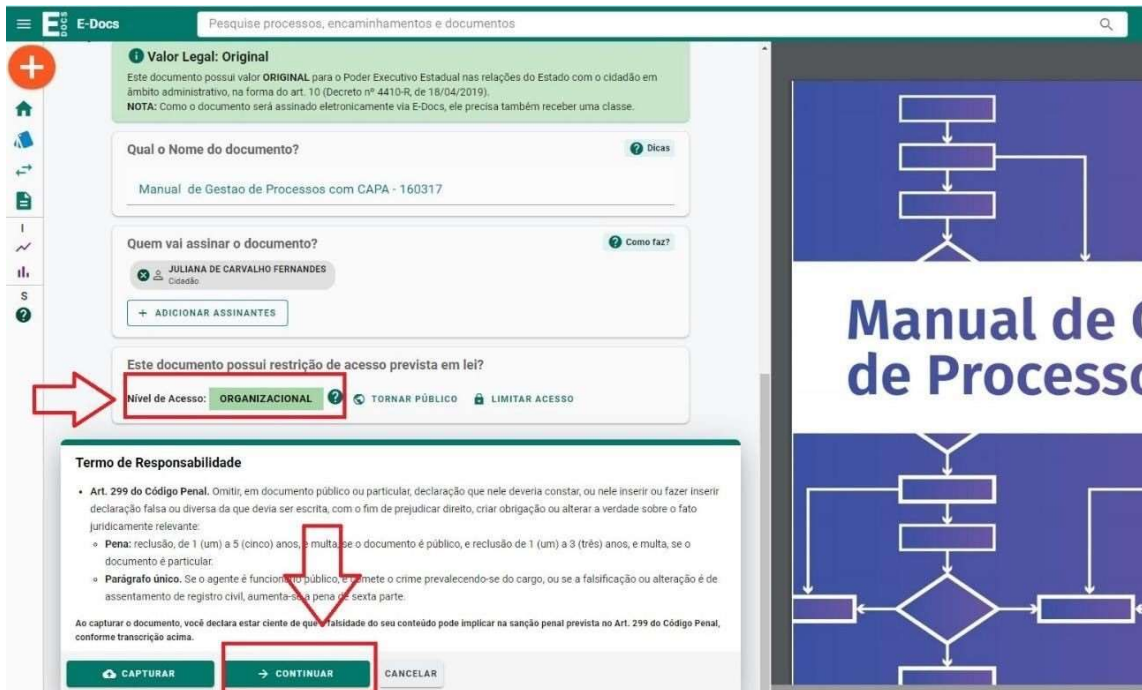 E DOCS E-Docs
Pesquise processos, encaminhamentos e documentos
Valor Legal: Original
Este documento possui valor ORIGINAL para o Poder Executivo Estadual nas relações do Estado com o cidadão em
âmbito administrativo, na forma do art. 10 (Decreto nº 4410-R, de 18/04/2019).
NOTA: Como o documento será assinado eletronicamente via E-Docs, ele precisa também receber uma classe.
Qual o Nome do documento?
Dicas
Manual de Gestao de Processos com CAPA - 160317
I
Quem vai assinar o documento?
Como faz?
JULIANA DE CARVALHO FERNANDES
Cidadão
S
+ ADICIONAR ASSINANTES
Este documento possui restrição de acesso prevista em lei?
Nível de Acesso: ORGANIZACIONAL TORNAR PÚBLICO LIMITAR ACESSO
Termo de Responsabilidade
• Art. 299 do Código Penal. Omitir, em documento público ou particular, declaração que nele deveria constar, ou nele inserir ou fazer inserir
declaração falsa ou diversa da que devia ser escrita, com o fim de prejudicar direito, criar obrigação ou alterar a verdade sobre o fato
juridicamente relevante:
Pena: reclusão, de 1 (um) a 5 (cinco) anos, e multa, se o documento é público, e reclusão de 1 (um) a 3 (três) anos, e multa, se o
documento é particular.
Parágrafo único. Se o agente é funcionário público, e comete o crime prevalecendo-se do cargo, ou se a falsificação ou alteração é de
assentamento de registro civil, aumenta-se a pena de sexta parte.
Ao capturar o documento, você declara estar ciente de que a falsidade do seu conteúdo pode implicar na sanção penal prevista no Art. 299 do Código Penal,
conforme transcrição acima.
CAPTURAR
→ CONTINUAR
CANCELAR
Manual de
de Process